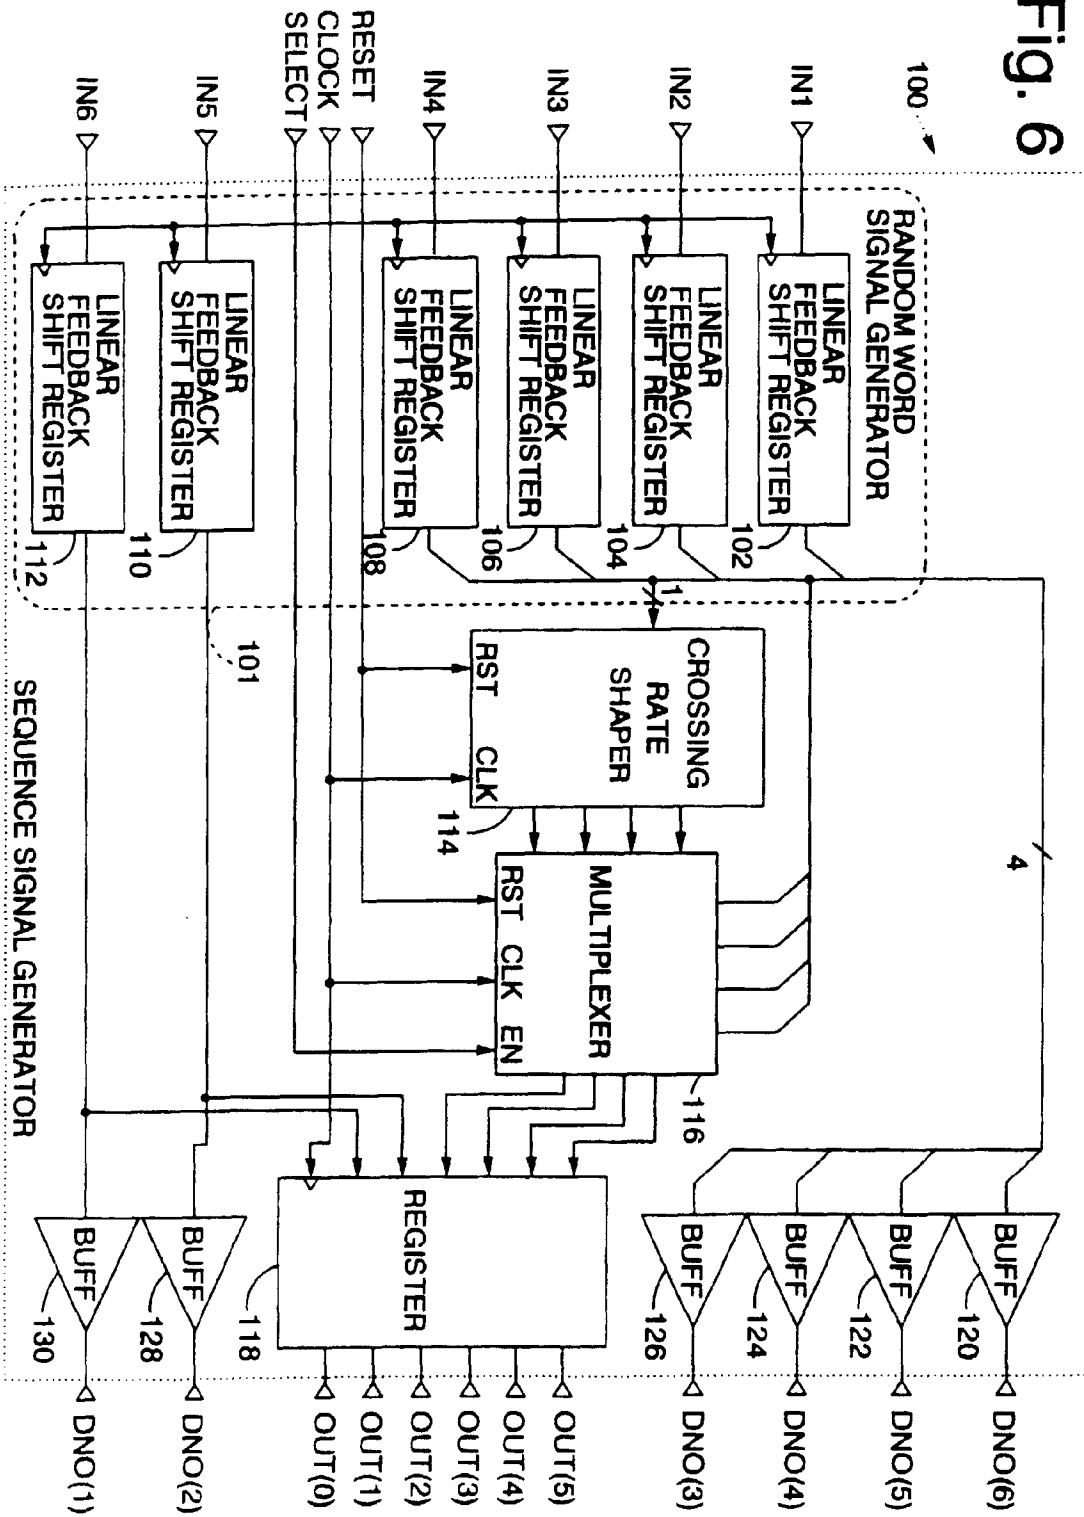 Fig. 6
100
IN1
IN2
IN3
IN4
RESET
CLOCK
SELECT
IN5
IN6
RANDOM WORD
SIGNAL GENERATOR
LINEAR
FEEDBACK
SHIFT REGISTER
102
LINEAR
FEEDBACK
SHIFT REGISTER
104
LINEAR
FEEDBACK
SHIFT REGISTER
106
LINEAR
FEEDBACK
SHIFT REGISTER
108
LINEAR
FEEDBACK
SHIFT REGISTER
110
LINEAR
FEEDBACK
SHIFT REGISTER
112
101
1
CROSSING
RATE
SHAPER
RST
CLK
114
4
MULTIPLEXER
RST
CLK
EN
116
REGISTER
118
BUFF
120
BUFF
122
BUFF
124
BUFF
126
BUFF
128
BUFF
130
DNO(6)
DNO(5)
DNO(4)
DNO(3)
OUT(5)
OUT(4)
OUT(3)
OUT(2)
OUT(1)
OUT(0)
DNO(2)
DNO(1)
SEQUENCE SIGNAL GENERATOR